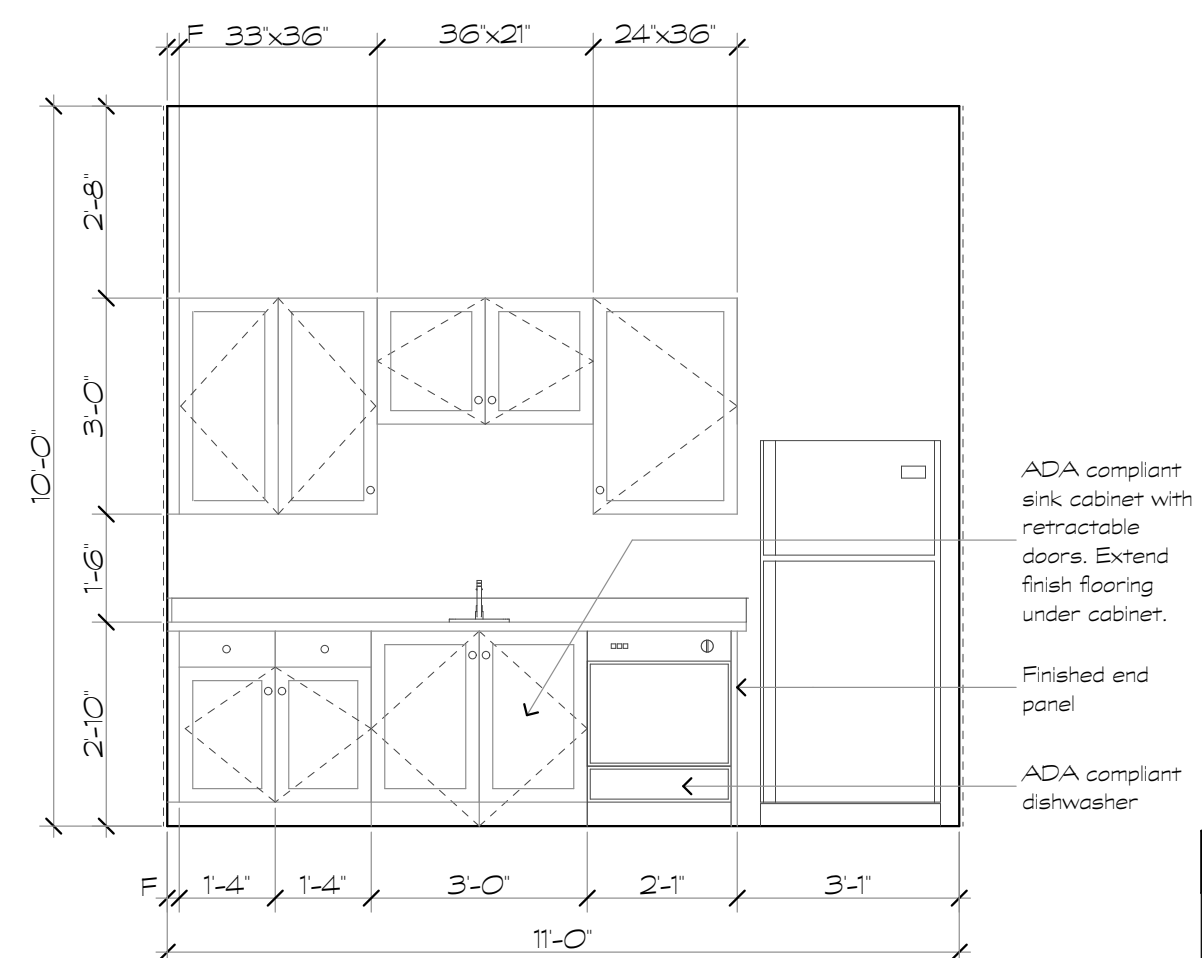 F 33"x36" 36"x21" 24"x36"
2'-8"
3'-0"
10'-0"
1'-6"
2'-10"
ADA compliant
sink cabinet with
retractable
doors. Extend
finish flooring
under cabinet.
Finished end
panel
ADA compliant
dishwasher
F 1'-4" 1'-4" 3'-0" 2'-1" 3'-1"
11'-0"